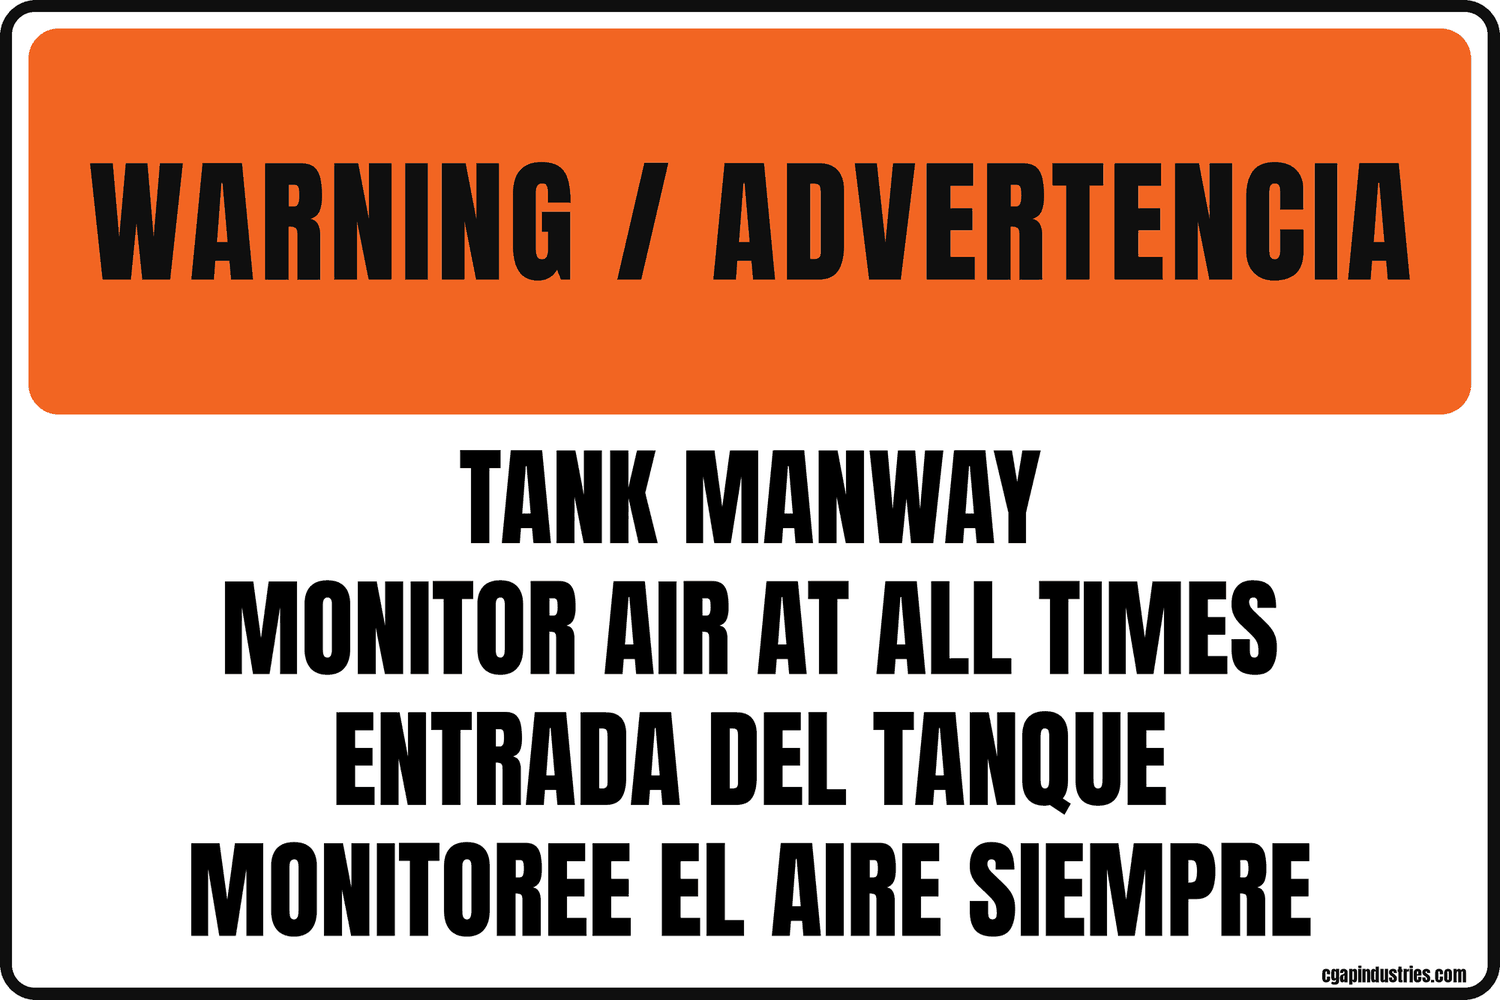 WARNING / ADVERTENCIA
TANK MANWAY
MONITOR AIR AT ALL TIMES
ENTRADA DEL TANQUE
MONITOREE EL AIRE SIEMPRE
cgapindustries.com